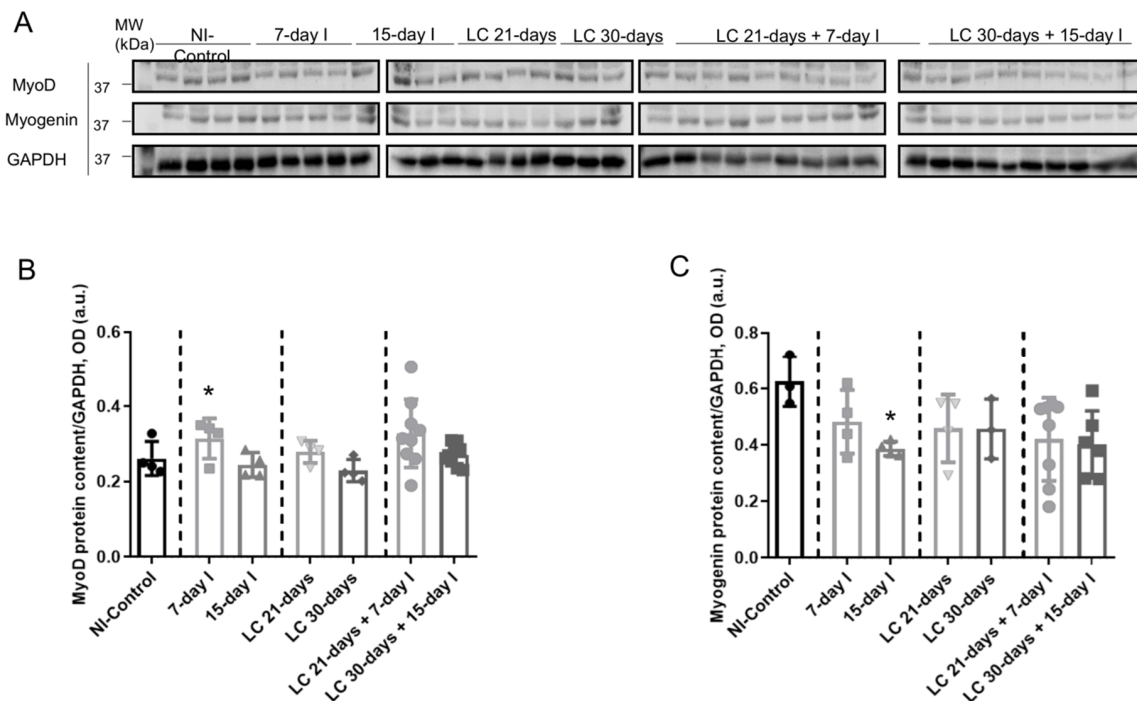 A
MW
(kDa)
NI-
Control
7-day I
15-day I
LC 21-days
LC 30-days
LC 21-days + 7-day I
LC 30-days + 15-day I
MyoD
37
Myogenin
37
GAPDH
37
B
MyoD protein content/GAPDH, OD (a.u.)
0.6
0.4
0.2
0.0
*
NI-Control
7-day I
15-day I
LC 21-days
LC 30-days
LC 21-days + 7-day I
LC 30-days + 15-day I
C
Myogenin protein content/GAPDH, OD (a.u.)
0.8
0.6
0.4
0.2
0.0
*
NI-Control
7-day I
15-day I
LC 21-days
LC 30-days
LC 21-days + 7-day I
LC 30-days + 15-day I